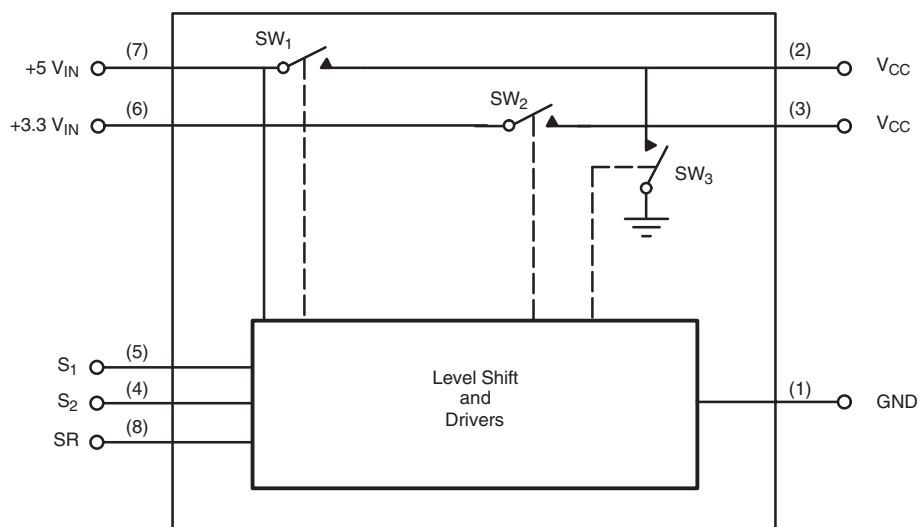 (7)
SW1
(2)
+5 VIN
VCC
(6)
SW2
(3)
+3.3 VIN
VCC
SW3
(5)
S1
Level Shift
and
Drivers
(4)
S2
(1)
GND
(8)
SR